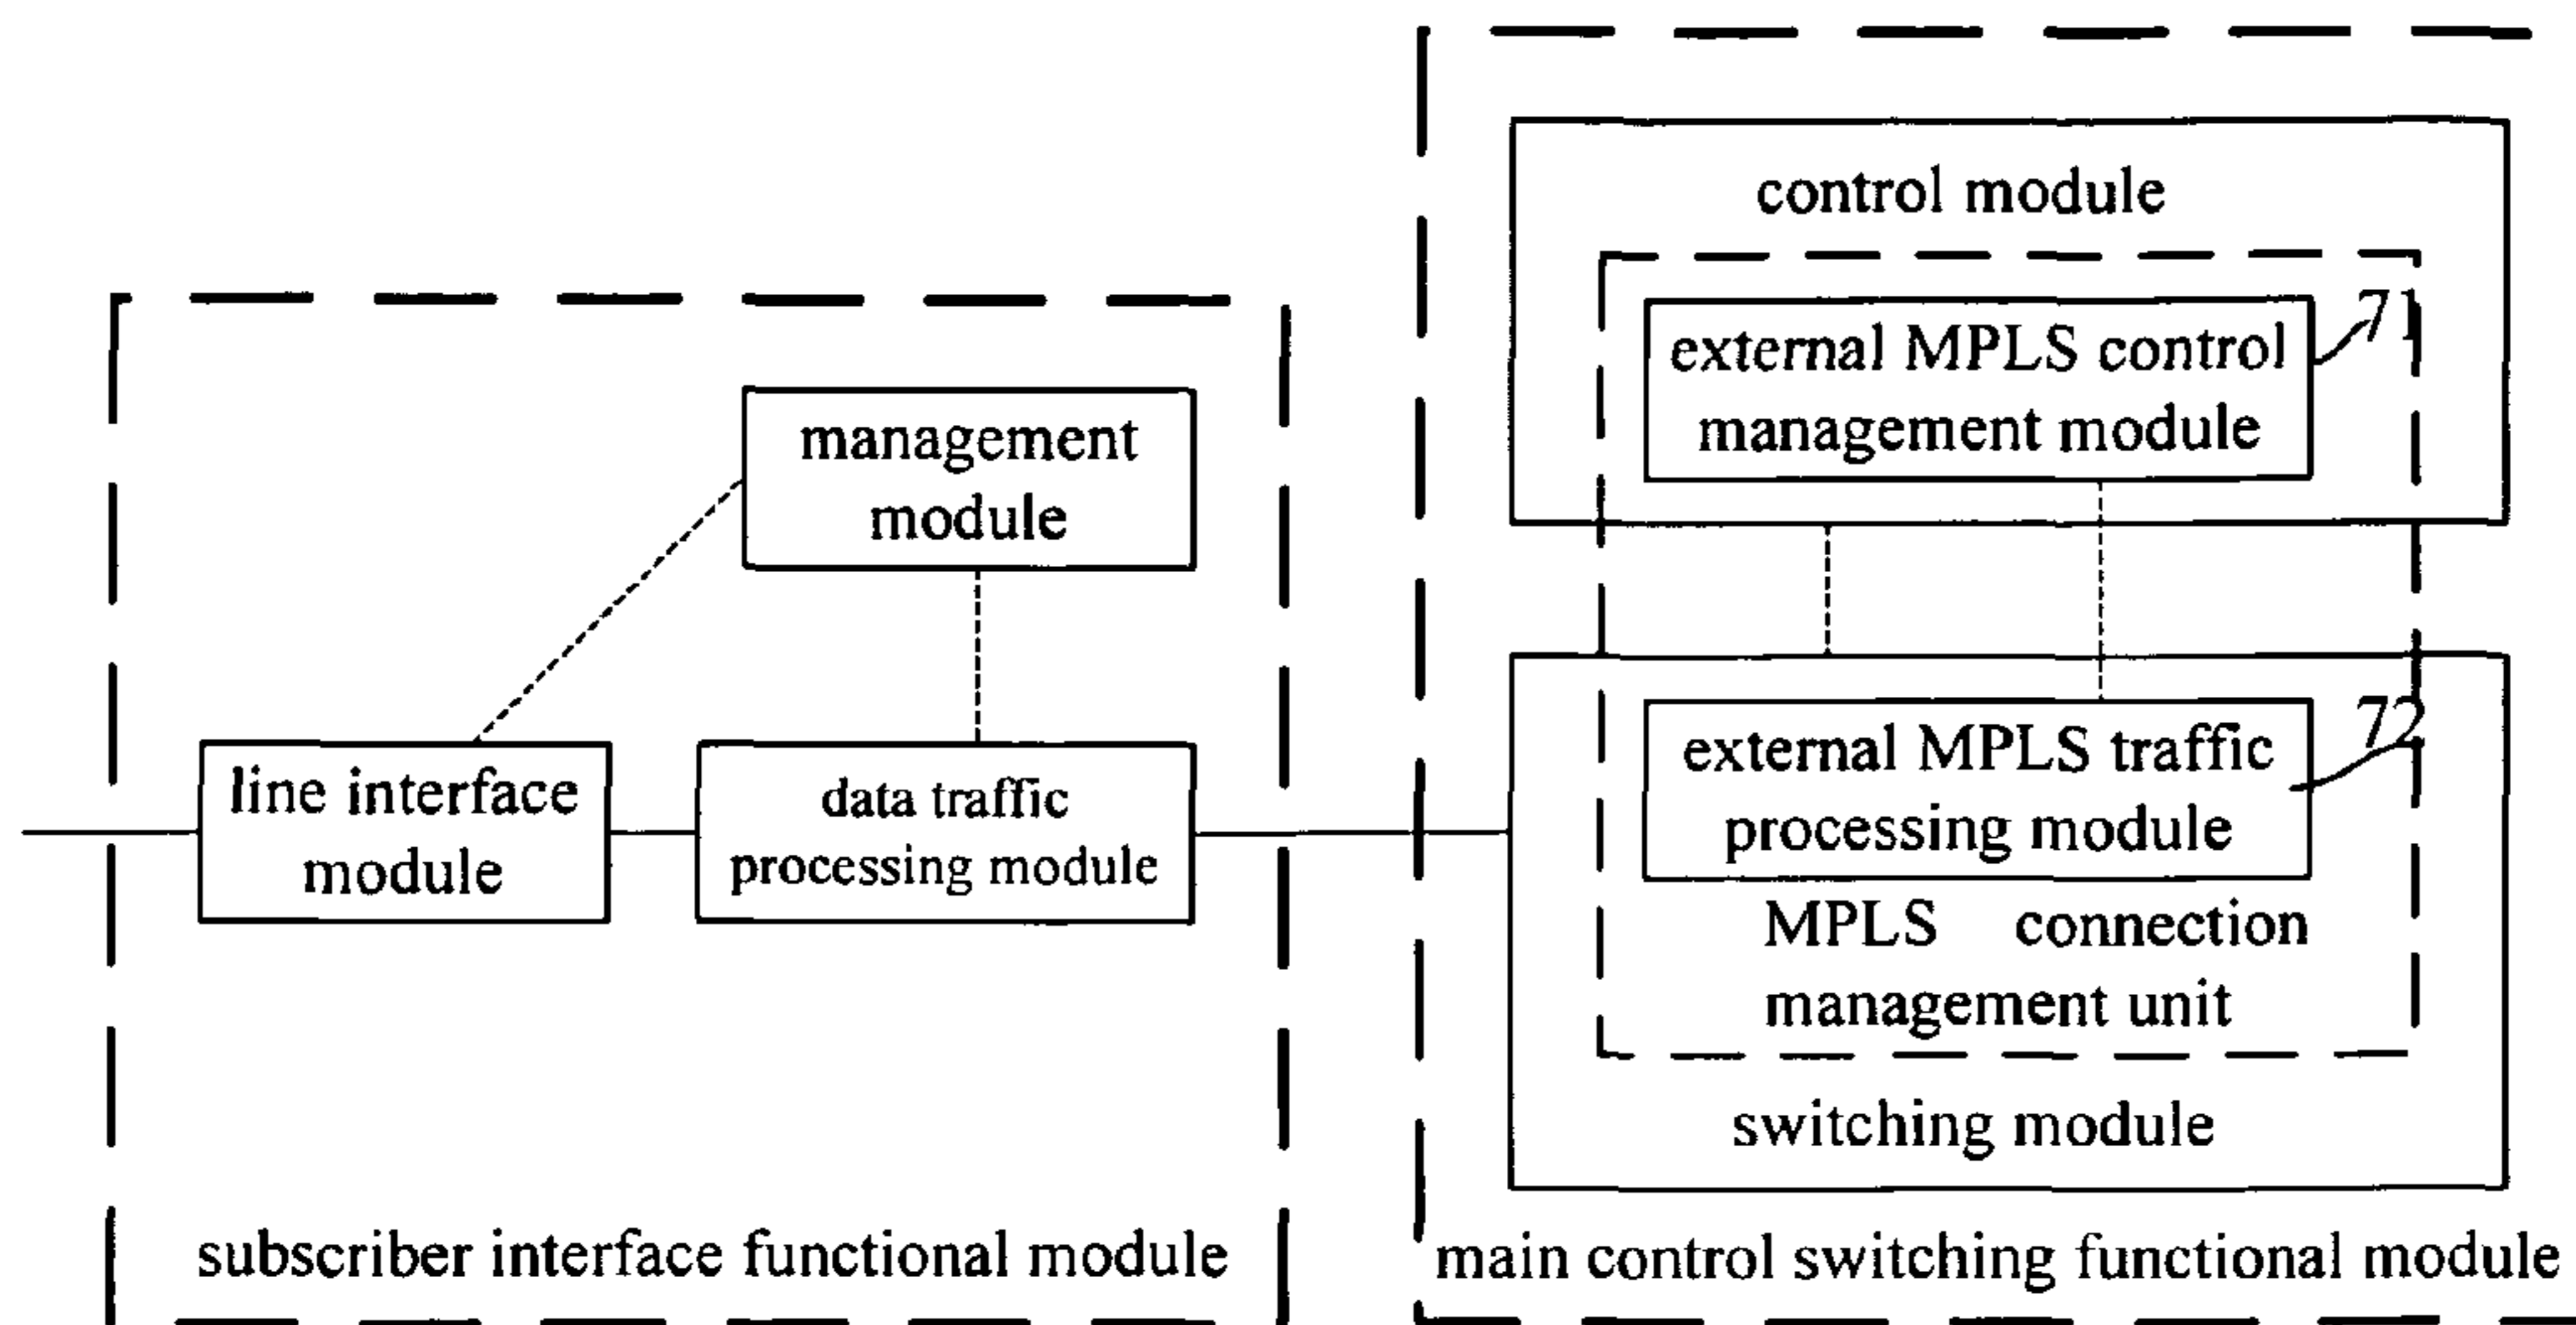 control module
external MPLS control
management module
71
management
module
line interface
module
data traffic
processing module
external MPLS traffic
processing module
72
MPLS connection
management unit
switching module
subscriber interface functional module
main control switching functional module